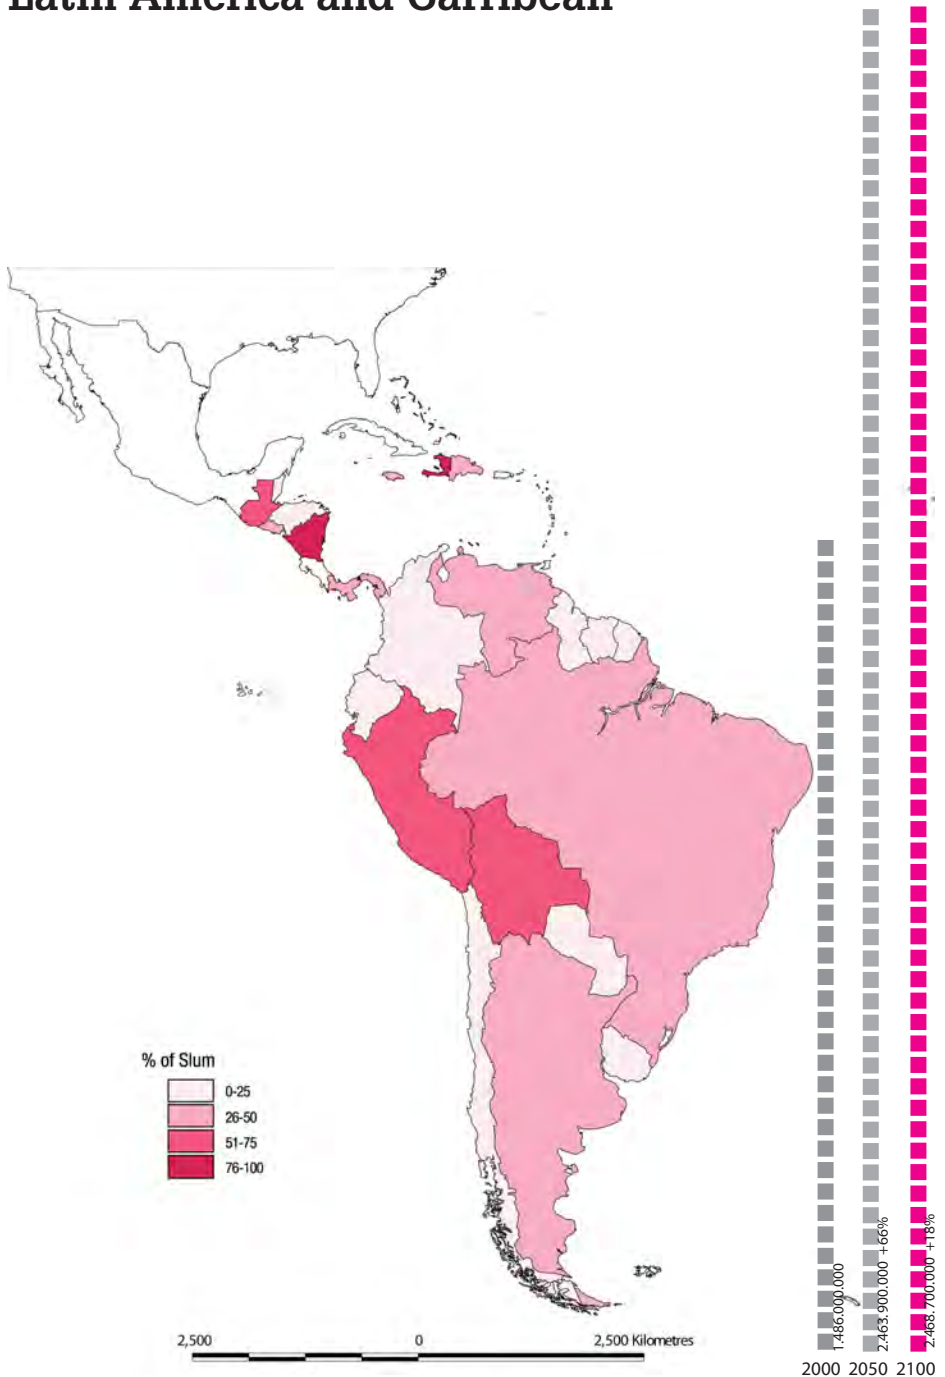 Latin America and Carribean
% of Slum
0-25
26-50
51-75
76-100
2,500 0 2,500 Kilometres
1.486.000.000
2.463.900.000 +66%
2.468.700.000 +18%
2000 2050 2100